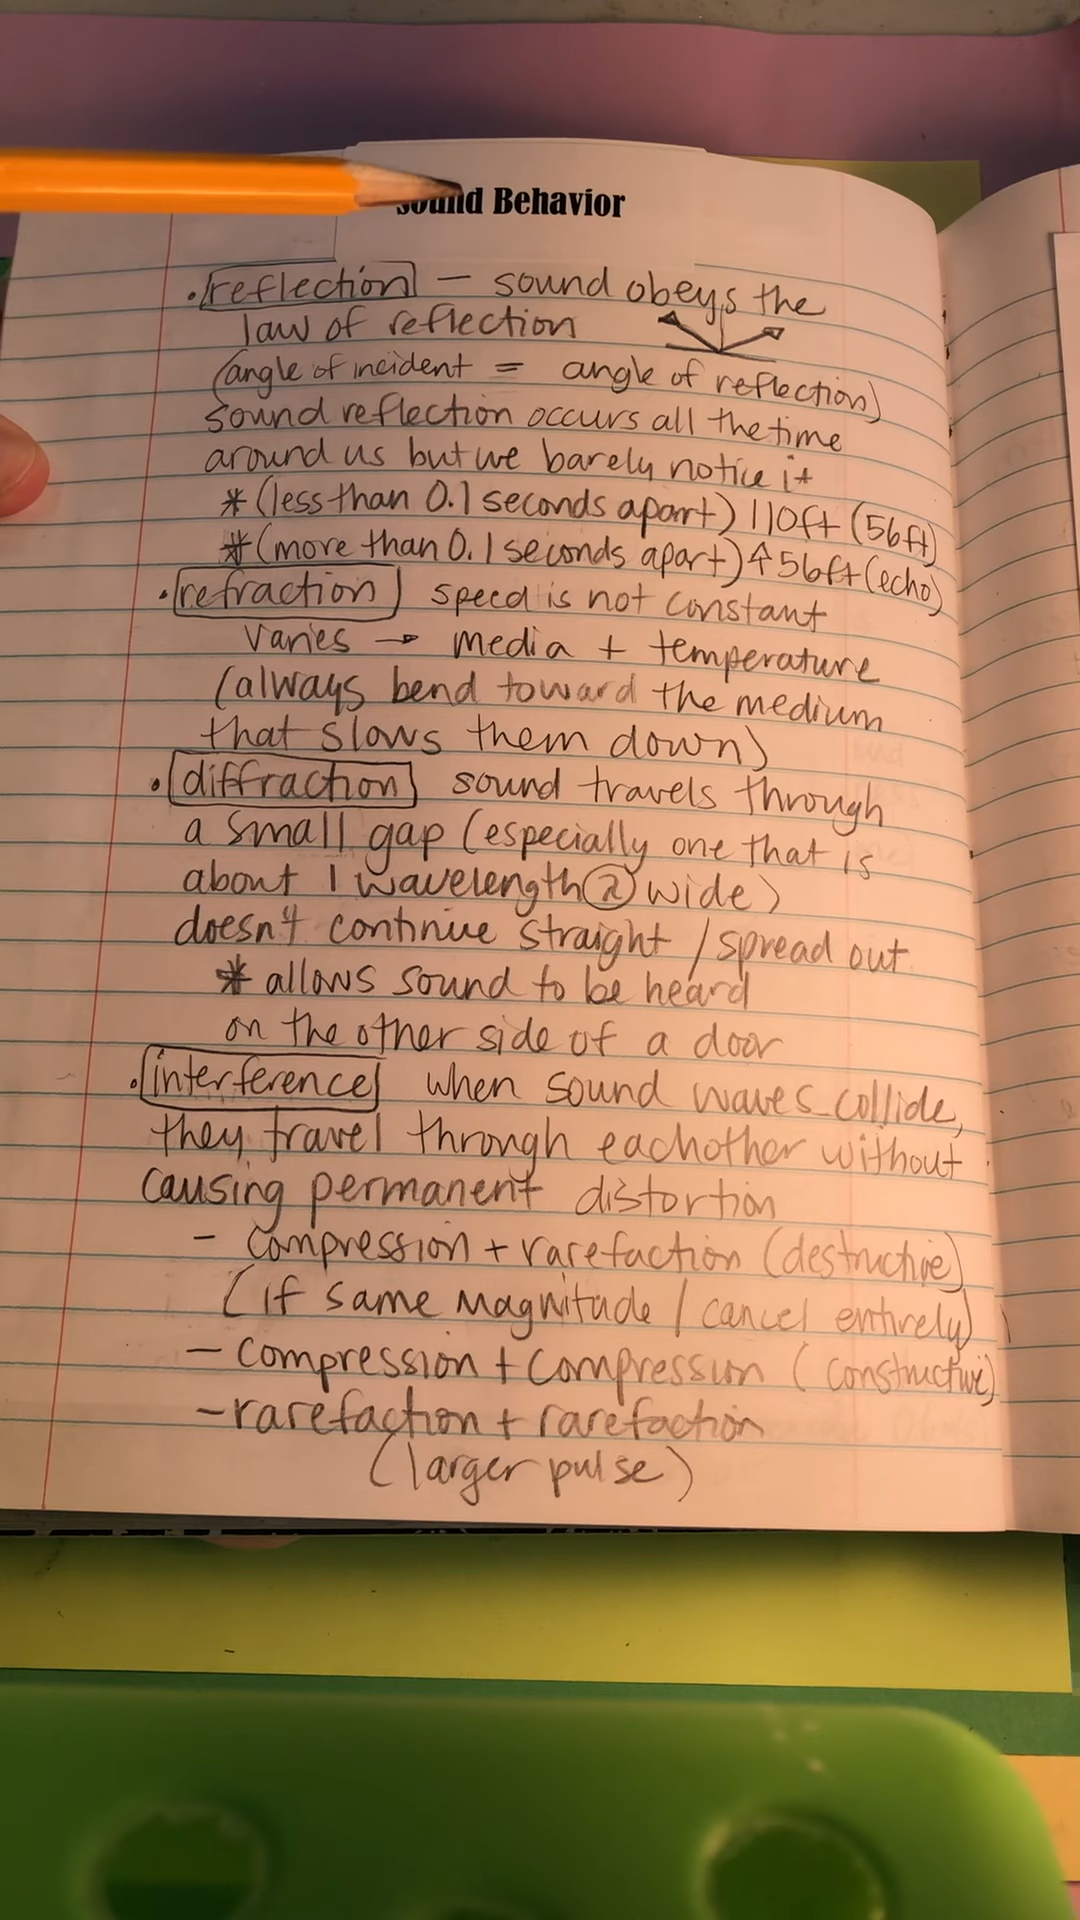 Sound Behavior
• reflection — sound obeys the
law of reflection
(angle of incident = angle of reflection)
sound reflection occurs all the time
around us but we barely notice it
* (less than 0.1 seconds apart) 110ft (56ft)
* (more than 0.1 seconds apart) ↑ 56ft (echo)
• refraction speed is not constant
varies → media + temperature
(always bend toward the medium
that slows them down)
• diffraction sound travels through
a small gap (especially one that is
about 1 wavelength λ wide)
doesn't continue straight / spread out
* allows sound to be heard
on the other side of a door
• interference when sound waves collide,
they travel through eachother without
causing permanent distortion
- compression + rarefaction (destructive)
(if same magnitude / cancel entirely)
- compression + compression (constructive)
- rarefaction + rarefaction
(larger pulse)